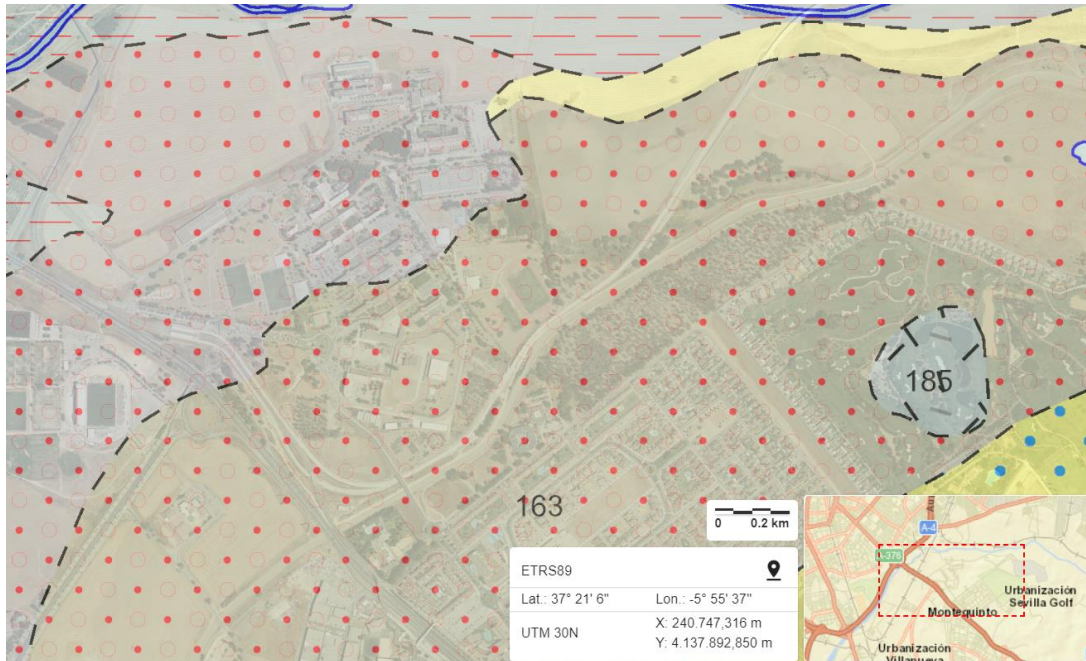 185
163
0 0.2 km
ETRS89
Lat.: 37° 21' 6" Lon.: -5° 55' 37"
UTM 30N
X: 240.747,316 m
Y: 4.137.892,850 m
A-4
A-376
Urbanización
Sevilla Golf
Montequinto
Urbanización
Villanueva